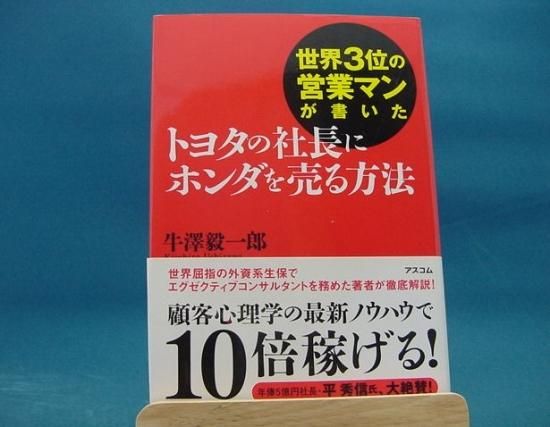 世界3位の
営業マン
が書いた
トヨタの社長に
ホンダを売る方法
牛澤毅一郎
アスコム
世界屈指の外資系生保で
エグゼクティブコンサルタントを務めた著者が徹底解説!
顧客心理学の最新ノウハウで
10倍稼げる!
年俸5億円社長・平 秀信氏、大絶賛!